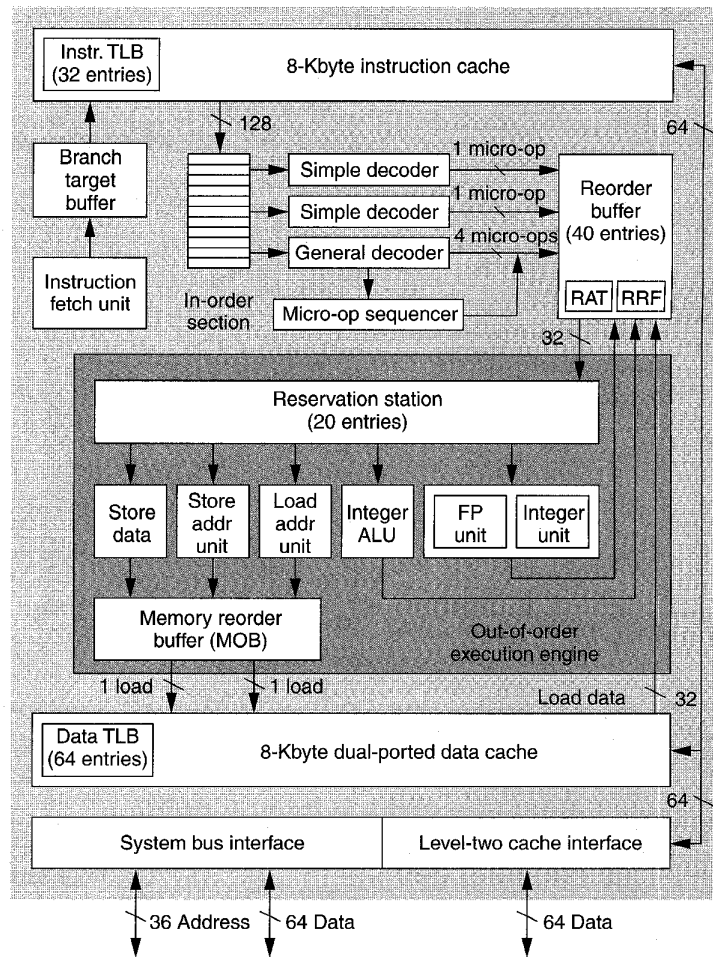 Instr. TLB
(32 entries)
8-Kbyte instruction cache
128
64
Branch
target
buffer
Simple decoder
1 micro-op
Simple decoder
1 micro-op
General decoder
4 micro-ops
Reorder
buffer
(40 entries)
RAT
RRF
Instruction
fetch unit
In-order
section
Micro-op sequencer
32
Reservation station
(20 entries)
Store
data
Store
addr
unit
Load
addr
unit
Integer
ALU
FP
unit
Integer
unit
Memory reorder
buffer (MOB)
Out-of-order
execution engine
1 load
1 load
Load data
32
Data TLB
(64 entries)
8-Kbyte dual-ported data cache
64
System bus interface
Level-two cache interface
36 Address
64 Data
64 Data